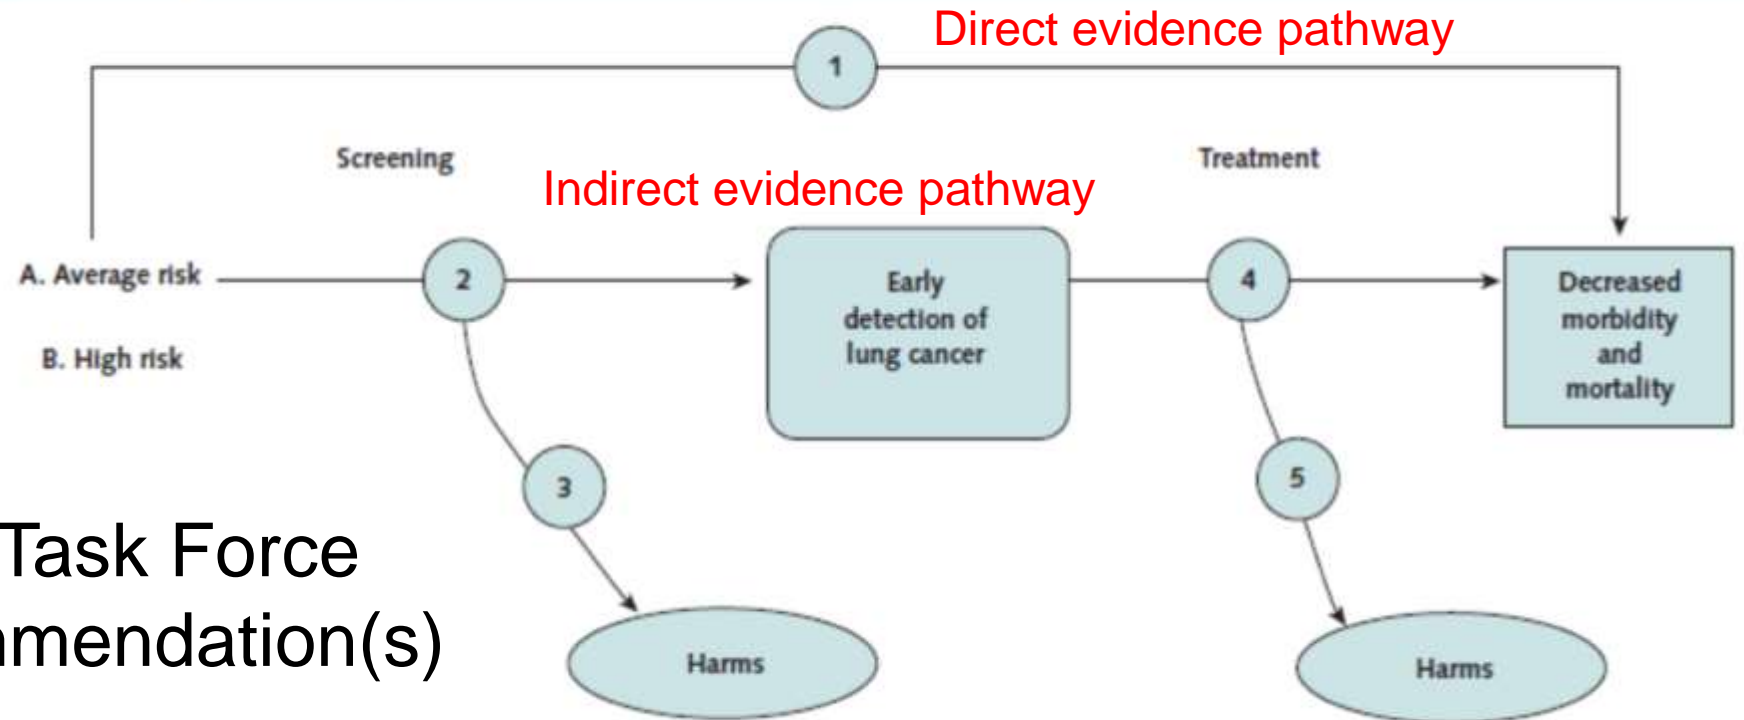 Direct evidence pathway
1
Screening
Treatment
Indirect evidence pathway
A. Average risk
2
Early
detection of
lung cancer
4
Decreased
morbidity
and
mortality
B. High risk
3
5
Task Force
mmendation(s)
Harms
Harms